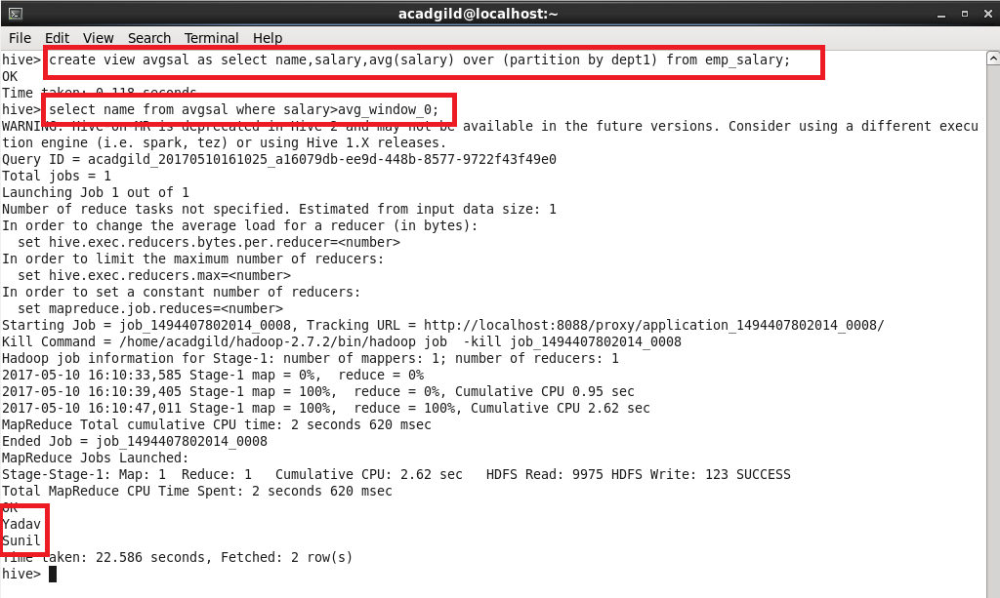 acadgild@localhost:~
File Edit View Search Terminal Help
hive> create view avgsal as select name,salary,avg(salary) over (partition by dept1) from emp_salary;
OK
Time taken: 0.118 seconds
hive> select name from avgsal where salary>avg_window_0;
WARNING: Hive-on-MR is deprecated in Hive 2 and may not be available in the future versions. Consider using a different execu
tion engine (i.e. spark, tez) or using Hive 1.X releases.
Query ID = acadgild_20170510161025_a16079db-ee9d-448b-8577-9722f43f49e0
Total jobs = 1
Launching Job 1 out of 1
Number of reduce tasks not specified. Estimated from input data size: 1
In order to change the average load for a reducer (in bytes):
  set hive.exec.reducers.bytes.per.reducer=<number>
In order to limit the maximum number of reducers:
  set hive.exec.reducers.max=<number>
In order to set a constant number of reducers:
  set mapreduce.job.reduces=<number>
Starting Job = job_1494407802014_0008, Tracking URL = http://localhost:8088/proxy/application_1494407802014_0008/
Kill Command = /home/acadgild/hadoop-2.7.2/bin/hadoop job  -kill job_1494407802014_0008
Hadoop job information for Stage-1: number of mappers: 1; number of reducers: 1
2017-05-10 16:10:33,585 Stage-1 map = 0%,  reduce = 0%
2017-05-10 16:10:39,405 Stage-1 map = 100%,  reduce = 0%, Cumulative CPU 0.95 sec
2017-05-10 16:10:47,011 Stage-1 map = 100%,  reduce = 100%, Cumulative CPU 2.62 sec
MapReduce Total cumulative CPU time: 2 seconds 620 msec
Ended Job = job_1494407802014_0008
MapReduce Jobs Launched:
Stage-Stage-1: Map: 1  Reduce: 1   Cumulative CPU: 2.62 sec   HDFS Read: 9975 HDFS Write: 123 SUCCESS
Total MapReduce CPU Time Spent: 2 seconds 620 msec
OK
Yadav
Sunil
Time taken: 22.586 seconds, Fetched: 2 row(s)
hive>